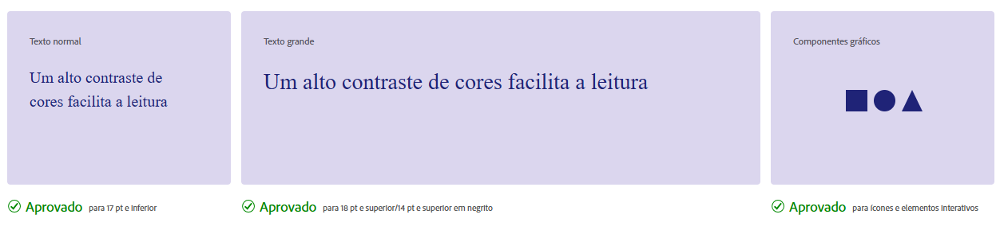 Texto normal
Um alto contraste de
cores facilita a leitura
Aprovado para 17 pt e inferior
Texto grande
Um alto contraste de cores facilita a leitura
Aprovado para 18 pt e superior/14 pt e superior em negrito
Componentes gráficos
Aprovado para ícones e elementos interativos